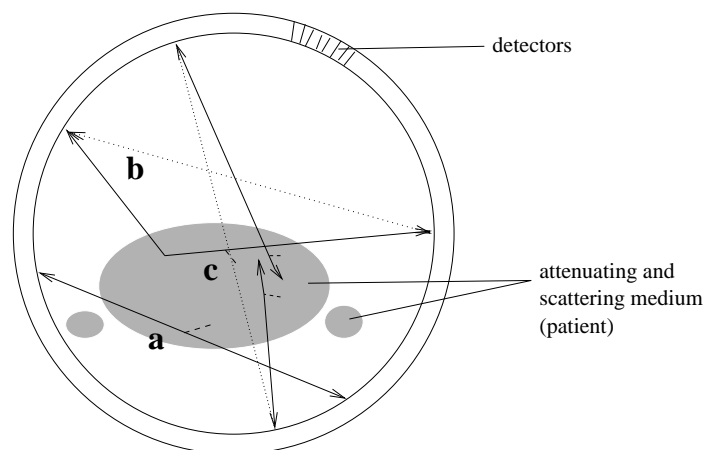 detectors
b
c
attenuating and
scattering medium
(patient)
a